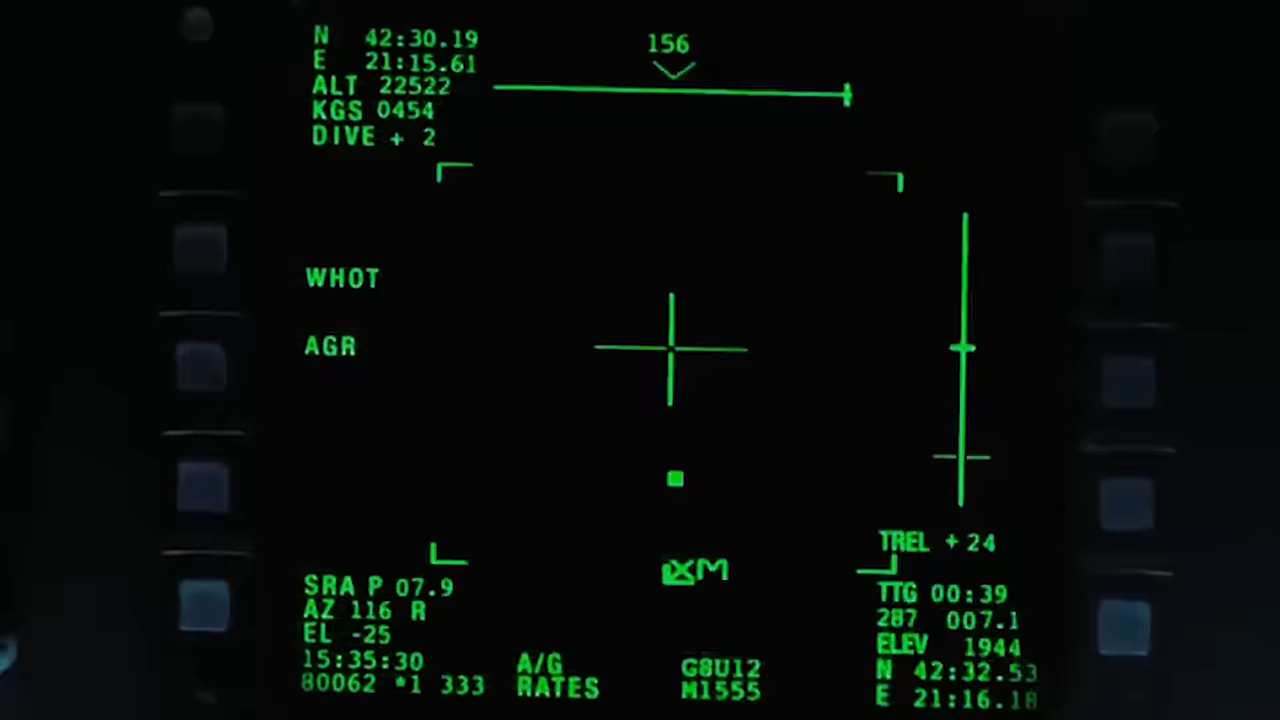 N 42:30.19
E 21:15.61
ALT 22522
KGS 0454
DIVE + 2
156
WHOT
AGR
TREL +24
SRA P 07.9
AZ 116 R
EL -25
15:35:30
80062 *1 333
A/G
RATES
XM
G8U12
M1555
TTG 00:39
287 007.1
ELEV 1944
N 42:32.53
E 21:16.18